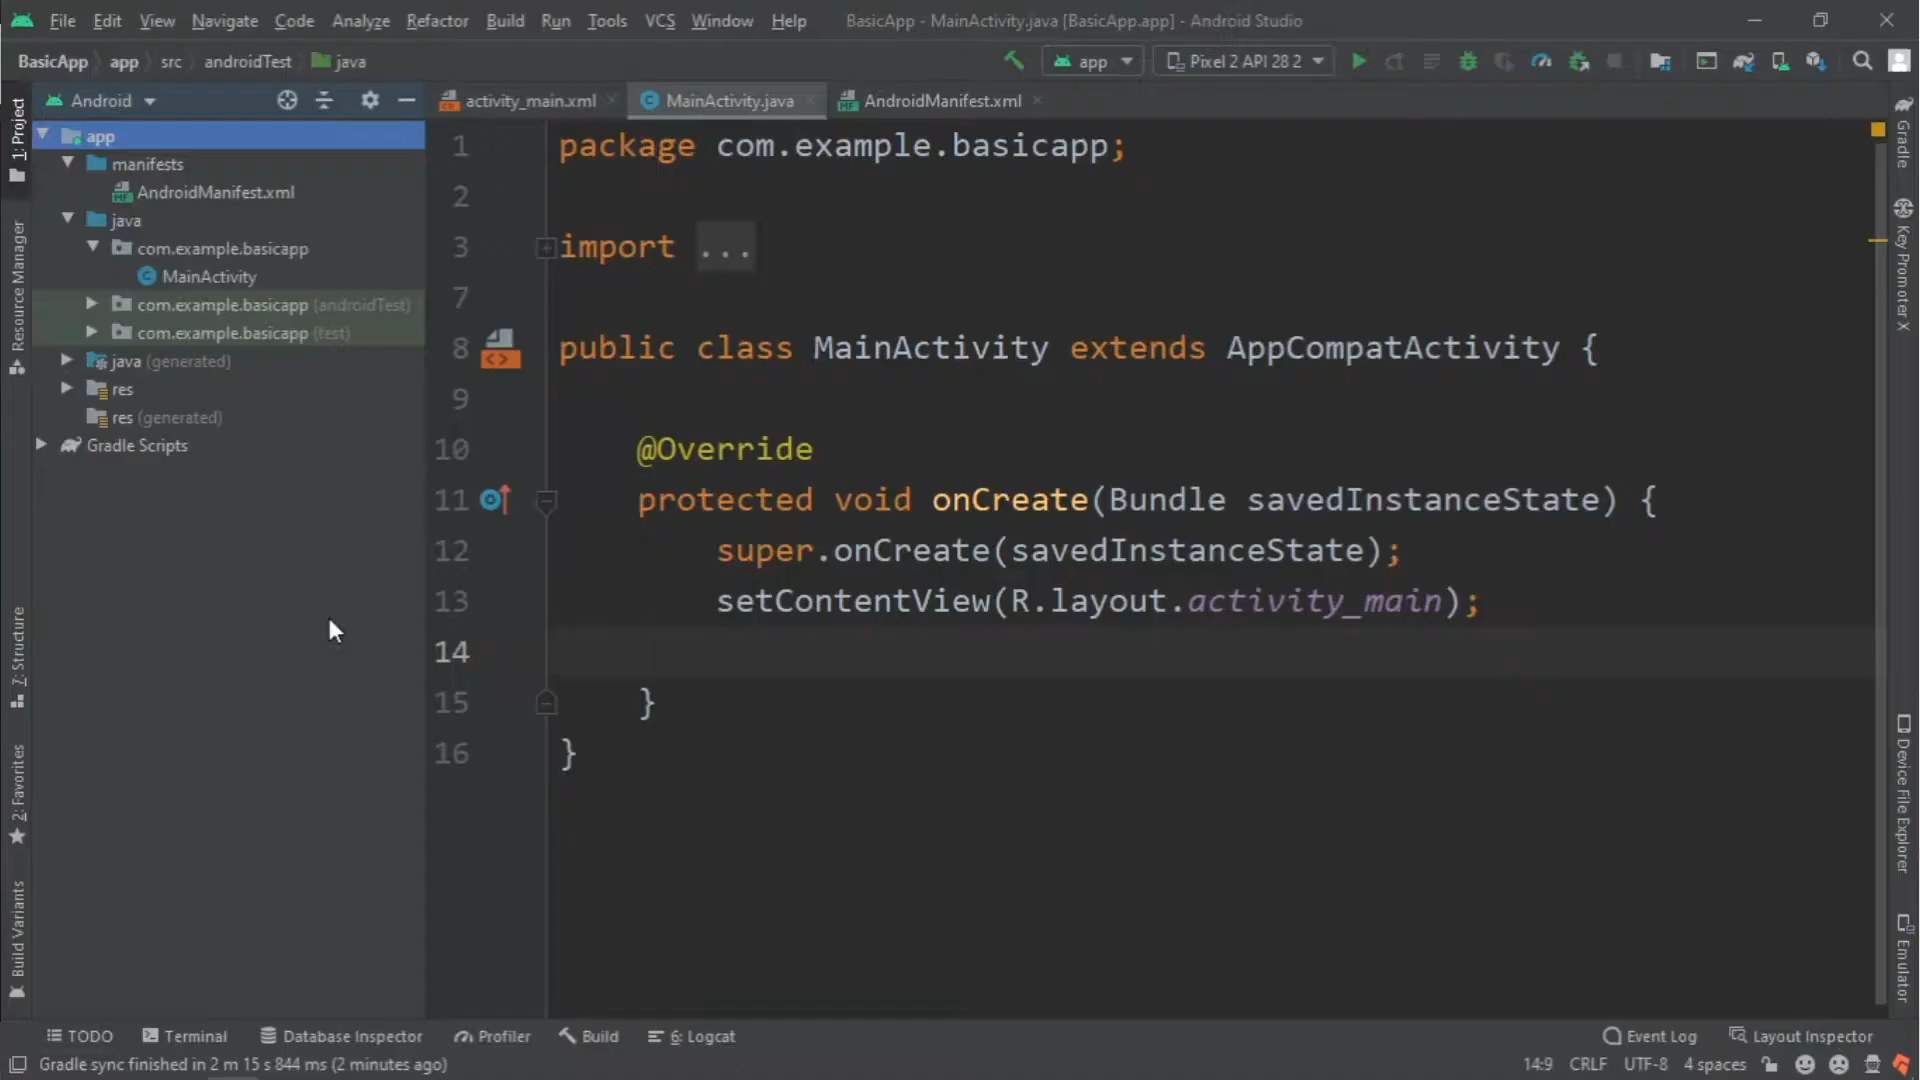 File Edit View Navigate Code Analyze Refactor Build Run Tools VCS Window Help BasicApp - MainActivity.java [BasicApp.app] - Android Studio
BasicApp app src androidTest java app Pixel 2 API 28 2
Android activity_main.xml MainActivity.java AndroidManifest.xml
app
manifests
AndroidManifest.xml
java
com.example.basicapp
MainActivity
com.example.basicapp (androidTest)
com.example.basicapp (test)
java (generated)
res
res (generated)
Gradle Scripts
1 package com.example.basicapp;
2
3 import ...
7
8 public class MainActivity extends AppCompatActivity {
9
10 @Override
11 protected void onCreate(Bundle savedInstanceState) {
12 super.onCreate(savedInstanceState);
13 setContentView(R.layout.activity_main);
14
15 }
16 }
1: Project
Resource Manager
7: Structure
2: Favorites
Build Variants
Gradle
Key Promoter X
Device File Explorer
Emulator
TODO Terminal Database Inspector Profiler Build 6: Logcat Event Log Layout Inspector
Gradle sync finished in 2 m 15 s 844 ms (2 minutes ago) 14:9 CRLF UTF-8 4 spaces